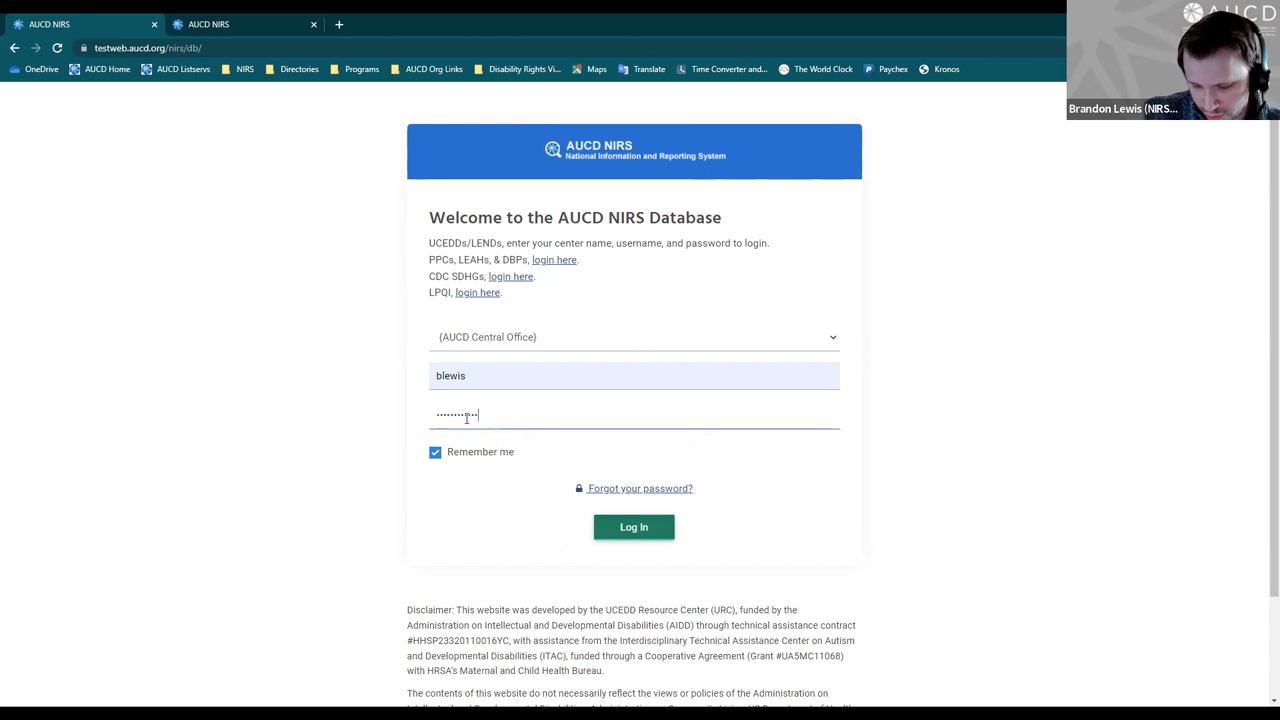 AUCD NIRS
AUCD NIRS
testweb.aucd.org/nirs/db/
OneDrive AUCD Home AUCD Listservs NIRS Directories Programs AUCD Org Links Disability Rights Vi... Maps Translate Time Converter and... The World Clock Paychex Kronos
AUCD
Brandon Lewis (NIRS...
AUCD NIRS
National Information and Reporting System
Welcome to the AUCD NIRS Database
UCEDDs/LENDs, enter your center name, username, and password to login.
PPCs, LEAHs, & DBPs, login here.
CDC SDHGs, login here.
LPQI, login here.
{AUCD Central Office}
blewis
Remember me
Forgot your password?
Log In
Disclaimer: This website was developed by the UCEDD Resource Center (URC), funded by the
Administration on Intellectual and Developmental Disabilities (AIDD) through technical assistance contract
#HHSP23320110016YC, with assistance from the Interdisciplinary Technical Assistance Center on Autism
and Developmental Disabilities (ITAC), funded through a Cooperative Agreement (Grant #UA5MC11068)
with HRSA's Maternal and Child Health Bureau.
The contents of this website do not necessarily reflect the views or policies of the Administration on